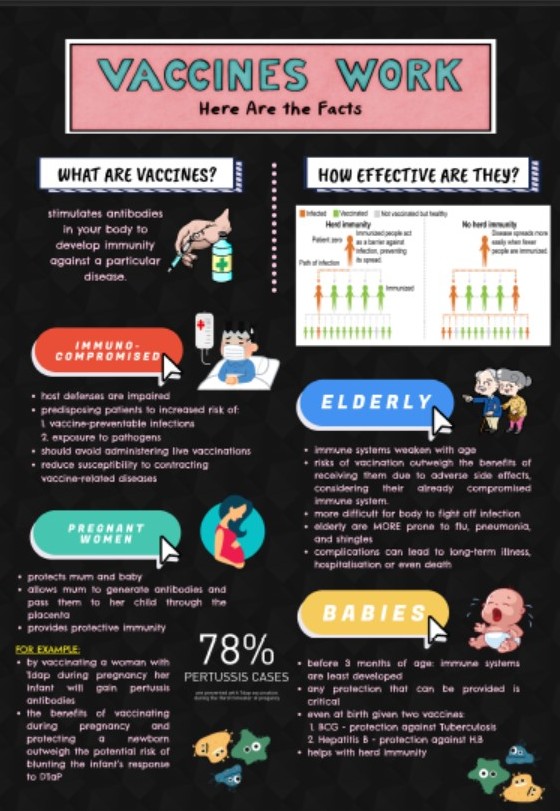 VACCINES WORK
Here Are the Facts
WHAT ARE VACCINES?
stimulates antibodies
in your body to
develop immunity
against a particular
disease.
IMMUNO-
COMPROMISED
• host defenses are impaired
• predisposing patients to increased risk of:
1. vaccine-preventable infections
2. exposure to pathogens
• should avoid administering live vaccinations
• reduce susceptibility to contracting
vaccine-related diseases
PREGNANT
WOMEN
• protects mum and baby
• allows mum to generate antibodies and
pass them to her child through the
placenta
• provides protective immunity
FOR EXAMPLE:
• by vaccinating a woman with
Tdap during pregnancy her
infant will gain pertussis
antibodies
• the benefits of vaccinating
during pregnancy and
protecting a newborn
outweigh the potential risk of
blunting the infant's response
to DTaP
78%
PERTUSSIS CASES
HOW EFFECTIVE ARE THEY?
Infected Vaccinated Not vaccinated but healthy
Herd immunity
Patient zero
Immunized people act
as a barrier against
infection, preventing
its spread.
Path of infection
Immunized
No herd immunity
Disease spreads more
easily when fewer
people are immunized.
ELDERLY
• immune systems weaken with age
• risks of vacination outweigh the benefits of
receiving them due to adverse side effects,
considering their already compromised
immune system.
• more difficult for body to fight off infection
• elderly are MORE prone to flu, pneumonia,
and shingles
• complications can lead to long-term illness,
hospitalisation or even death
BABIES
• before 3 months of age: immune systems
are least developed
• any protection that can be provided is
critical
• even at birth given two vaccines:
1. BCG - protection against Tuberculosis
2. Hepatitis B - protection against H.B
• helps with herd immunity